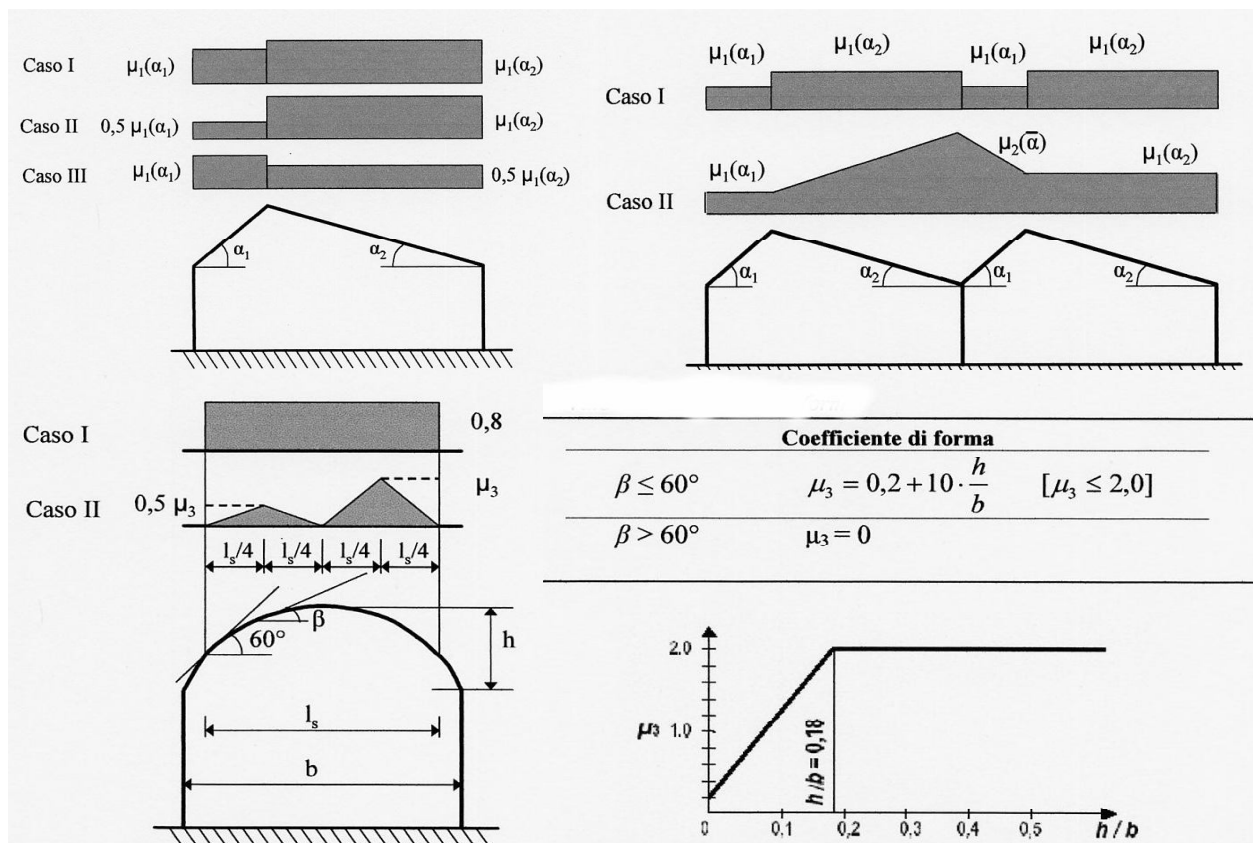 Caso I μ₁(α₁) μ₁(α₂)
Caso II 0,5 μ₁(α₁) μ₁(α₂)
Caso III μ₁(α₁) 0,5 μ₁(α₂)
α₁ α₂
μ₁(α₁) μ₁(α₂) μ₁(α₁) μ₁(α₂)
Caso I
μ₁(α₁) μ₂(α̅) μ₁(α₂)
Caso II
α₁ α₂ α₁ α₂
Caso I 0,8
Caso II 0,5 μ₃ μ₃
lₛ/4 lₛ/4 lₛ/4 lₛ/4
60° β h
lₛ
b
Coefficiente di forma
β ≤ 60° μ₃ = 0,2 + 10 · h/b [μ₃ ≤ 2,0]
β > 60° μ₃ = 0
2.0
μ₃ 1.0
h/b = 0,18
0 0,1 0,2 0,3 0,4 0,5 h/b